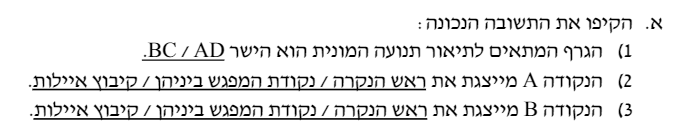 א. הקיפו את התשובה הנכונה:
1) הגרף המתאים לתיאור תנועה המונית הוא הישר BC / AD.
2) הנקודה A מייצגת את ראש הנקרה / נקודת המפגש ביניהן / קיבוץ איילות.
3) הנקודה B מייצגת את ראש הנקרה / נקודת המפגש ביניהן / קיבוץ איילות.